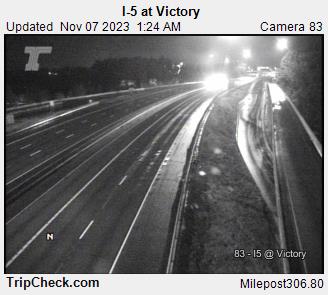 I-5 at Victory
Updated Nov 07 2023 1:24 AM Camera 83
T
N
83 - I5 @ Victory
TripCheck.com Milepost306.80